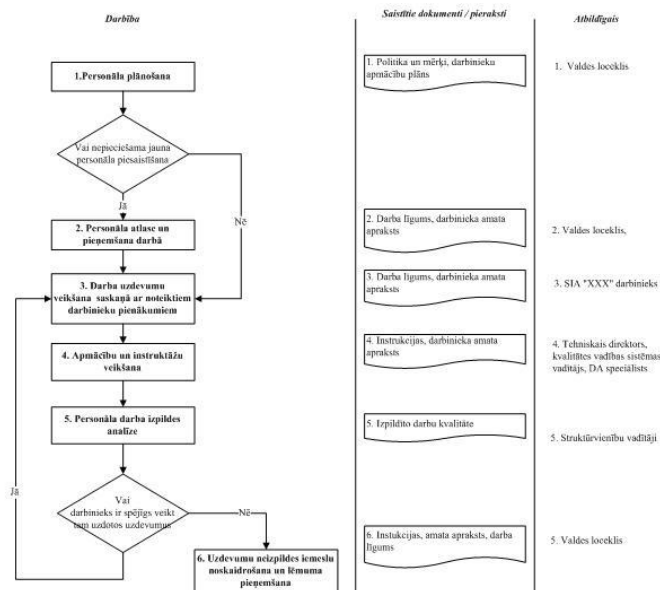 Darbība
1.Personāla plānošana
Vai nepieciešama jauna
personāla piesaistīšana
Jā
Nē
2. Personāla atlase un
pieņemšana darbā
3. Darba uzdevumu
veikšana saskaņā ar noteiktiem
darbinieku pienākumiem
4. Apmācību un instruktāžu
veikšana
5. Personāla darba izpildes
analīze
Jā
Vai
darbinieks ir spējīgs veikt
tam uzdotos uzdevumus
Nē
6. Uzdevumu neizpildes iemeslu
noskaidrošana un lēmuma
pieņemšana
Saistītie dokumenti / pieraksti
1. Politika un mērķi, darbinieku
apmācību plāns
2. Darba līgums, darbinieka amata
apraksts
3. Darba līgums, darbinieka amata
apraksts
4. Instrukcijas, darbinieka amata
apraksts
5. Izpildīto darbu kvalitāte
6. Instukcijas, amata apraksts, darba
līgums
Atbildīgais
1. Valdes loceklis
2. Valdes loceklis,
3. SIA "XXX" darbinieks
4. Tehniskais direktors,
kvalitātes vadības sistēmas
vadītājs, DA speciālists
5. Struktūrvienību vadītāji
5. Valdes loceklis